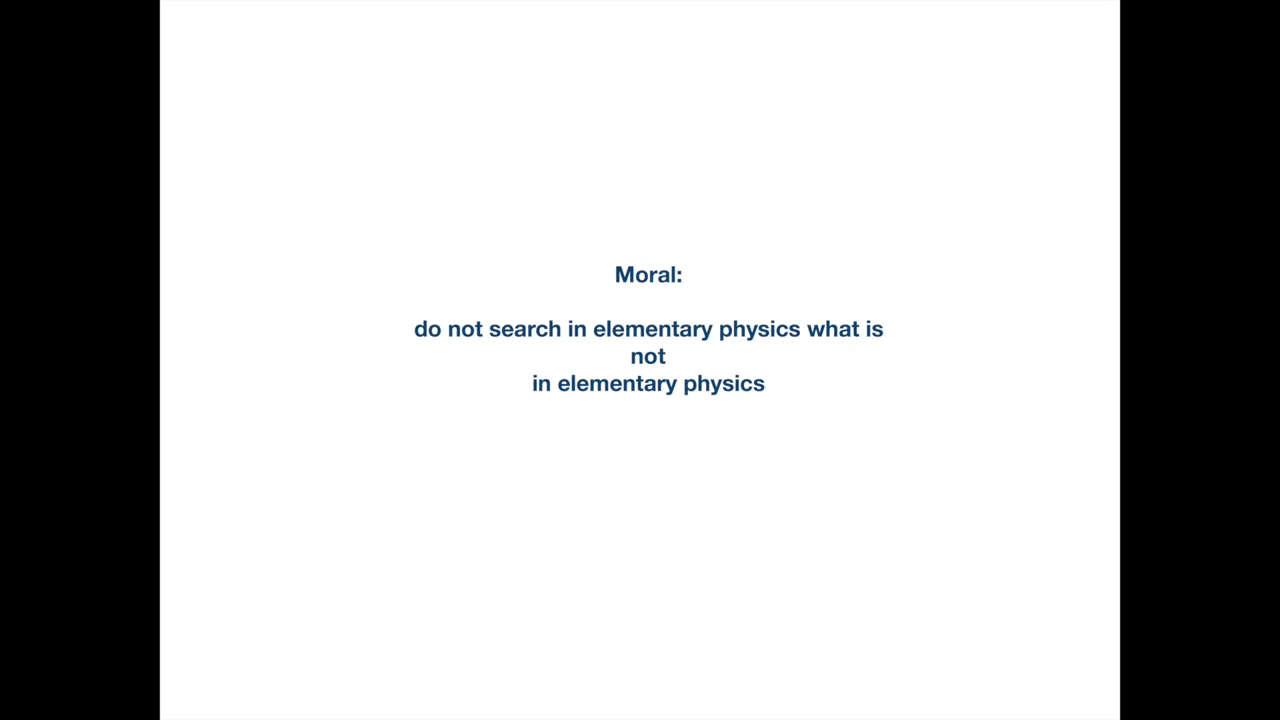 Moral:
do not search in elementary physics what is
not
in elementary physics